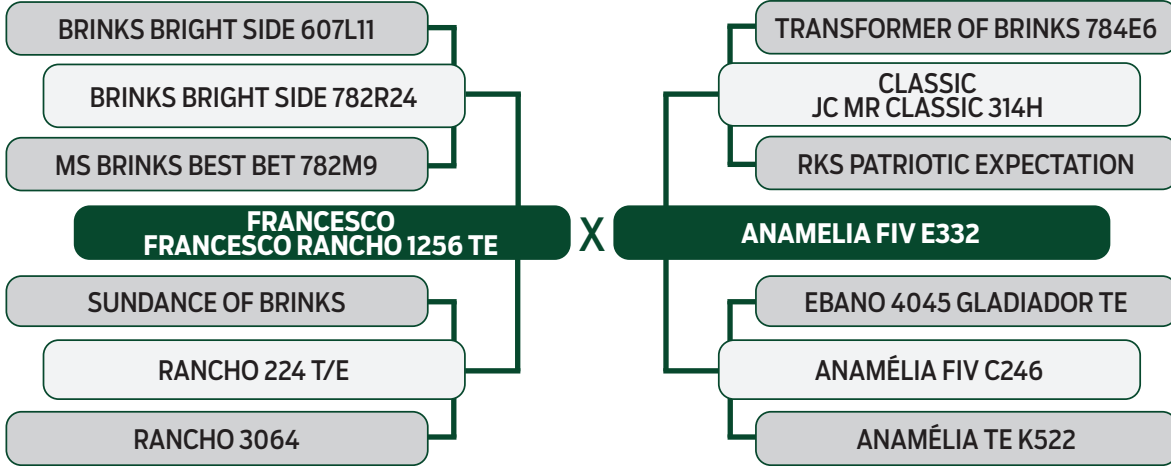 BRINKS BRIGHT SIDE 607L11
BRINKS BRIGHT SIDE 782R24
MS BRINKS BEST BET 782M9
FRANCESCO
FRANCESCO RANCHO 1256 TE
SUNDANCE OF BRINKS
RANCHO 224 T/E
RANCHO 3064
X
TRANSFORMER OF BRINKS 784E6
CLASSIC
JC MR CLASSIC 314H
RKS PATRIOTIC EXPECTATION
ANAMELIA FIV E332
EBANO 4045 GLADIADOR TE
ANAMÉLIA FIV C246
ANAMÉLIA TE K522